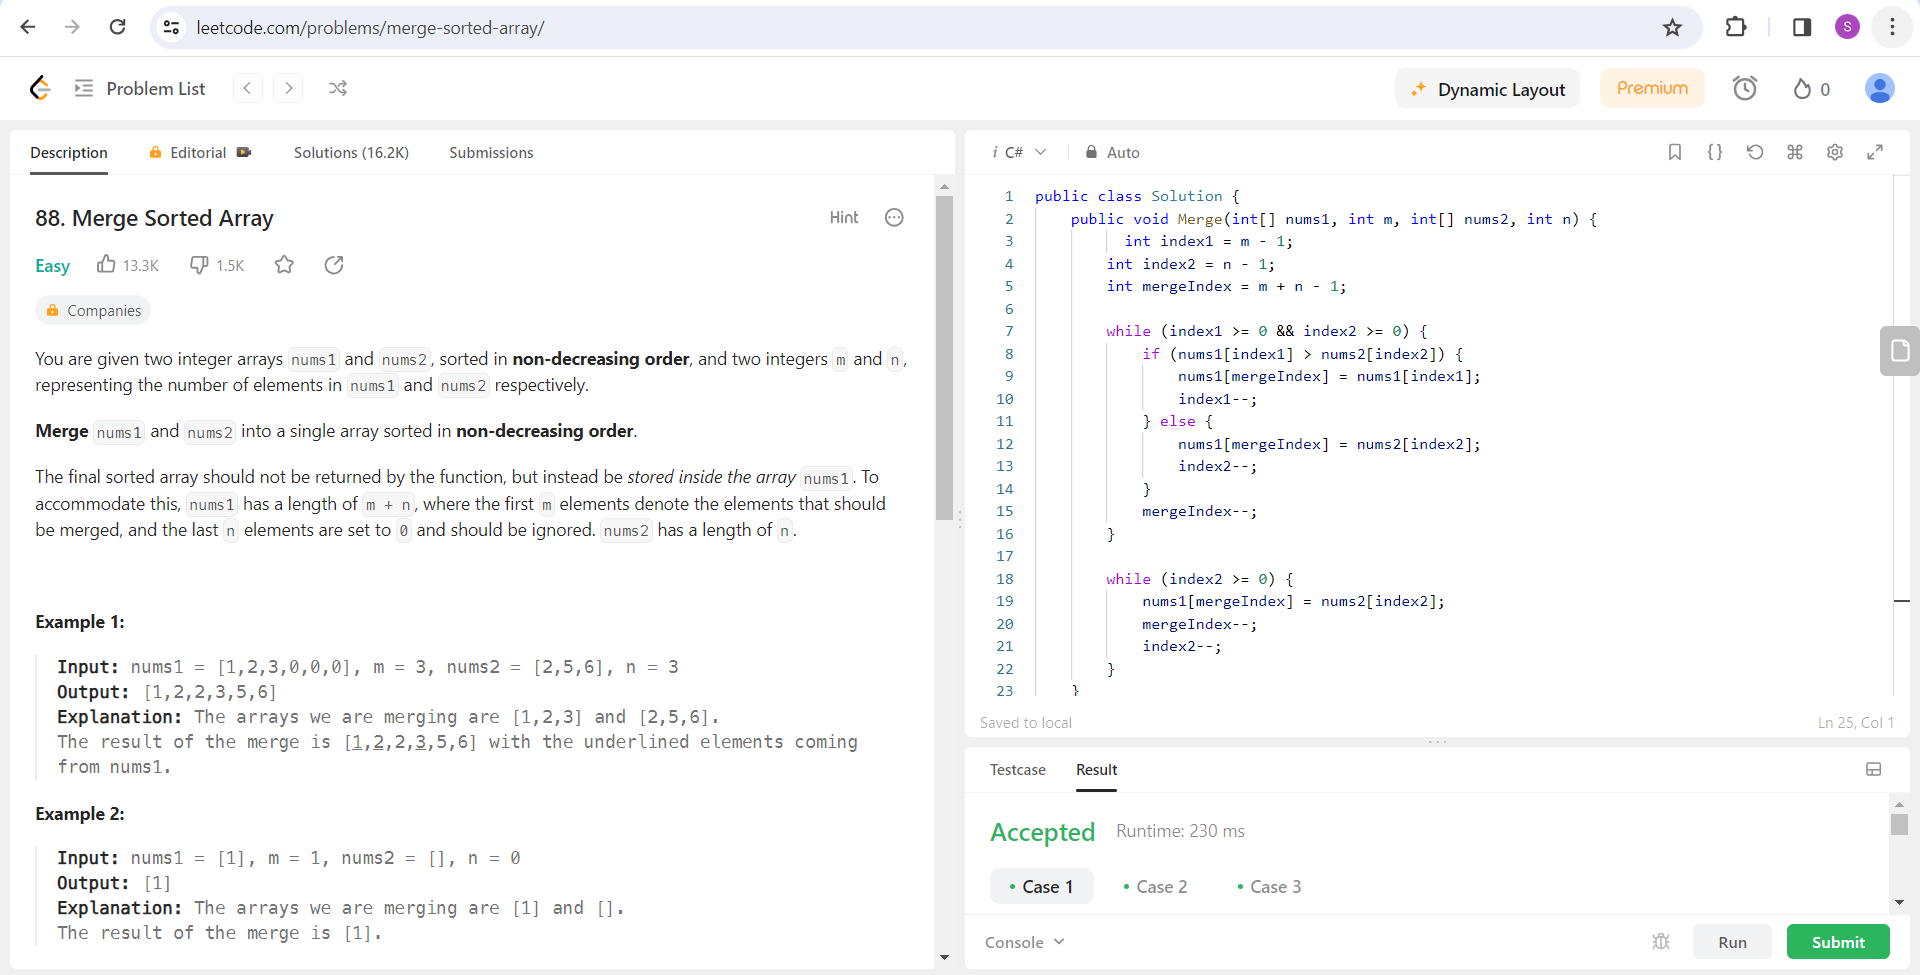 leetcode.com/problems/merge-sorted-array/
S
Problem List
Dynamic Layout
Premium
0
Description
Editorial
Solutions (16.2K)
Submissions
88. Merge Sorted Array
Hint
Easy
13.3K
1.5K
Companies
You are given two integer arrays nums1 and nums2, sorted in non-decreasing order, and two integers m and n,
representing the number of elements in nums1 and nums2 respectively.
Merge nums1 and nums2 into a single array sorted in non-decreasing order.
The final sorted array should not be returned by the function, but instead be stored inside the array nums1. To
accommodate this, nums1 has a length of m + n, where the first m elements denote the elements that should
be merged, and the last n elements are set to 0 and should be ignored. nums2 has a length of n.
Example 1:
Input: nums1 = [1,2,3,0,0,0], m = 3, nums2 = [2,5,6], n = 3
Output: [1,2,2,3,5,6]
Explanation: The arrays we are merging are [1,2,3] and [2,5,6].
The result of the merge is [1,2,2,3,5,6] with the underlined elements coming
from nums1.
Example 2:
Input: nums1 = [1], m = 1, nums2 = [], n = 0
Output: [1]
Explanation: The arrays we are merging are [1] and [].
The result of the merge is [1].
i C#
Auto
1 public class Solution {
2 public void Merge(int[] nums1, int m, int[] nums2, int n) {
3 int index1 = m - 1;
4 int index2 = n - 1;
5 int mergeIndex = m + n - 1;
6
7 while (index1 >= 0 && index2 >= 0) {
8 if (nums1[index1] > nums2[index2]) {
9 nums1[mergeIndex] = nums1[index1];
10 index1--;
11 } else {
12 nums1[mergeIndex] = nums2[index2];
13 index2--;
14 }
15 mergeIndex--;
16 }
17
18 while (index2 >= 0) {
19 nums1[mergeIndex] = nums2[index2];
20 mergeIndex--;
21 index2--;
22 }
23 }
Saved to local
Ln 25, Col 1
Testcase
Result
Accepted
Runtime: 230 ms
• Case 1
• Case 2
• Case 3
Console
Run
Submit